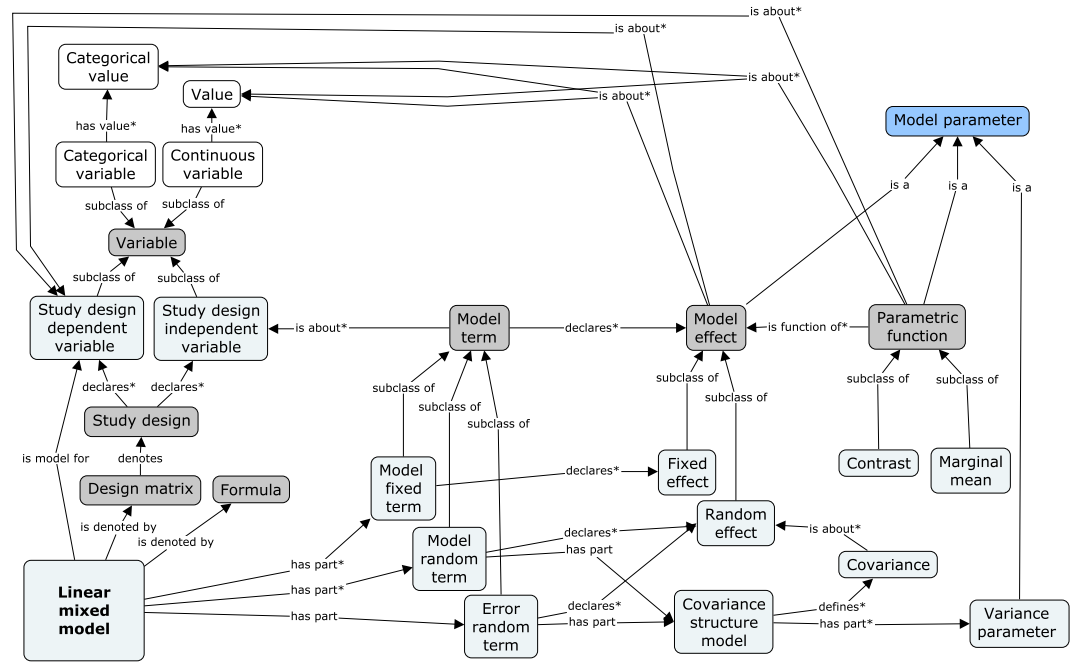 is about*
is about*
Categorical
value
is about*
Value
is about*
Model parameter
has value*
has value*
Categorical
variable
Continuous
variable
is a
is a
is a
subclass of
subclass of
Variable
subclass of
subclass of
Study design
dependent
variable
Study design
independent
variable
is about*
Model
term
declares*
Model
effect
is function of*
Parametric
function
declares*
declares*
subclass of
subclass of
subclass of
subclass of
subclass of
subclass of
subclass of
Study design
is model for
denotes
Model
fixed
term
declares*
Fixed
effect
Contrast
Marginal
mean
Design matrix
Formula
is denoted by
is denoted by
Random
effect
is about*
Model
random
term
declares*
has part
Covariance
has part*
has part*
Linear
mixed
model
has part
Error
random
term
declares*
has part
Covariance
structure
model
defines*
has part*
Variance
parameter